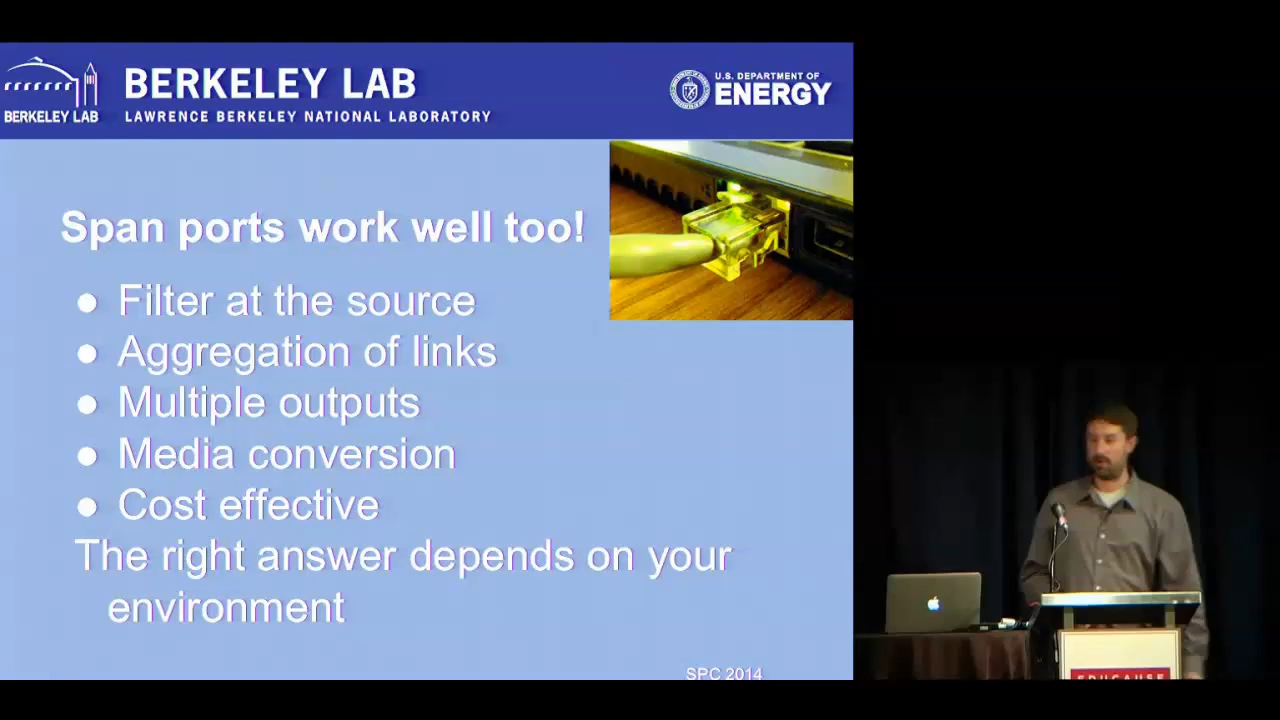 BERKELEY LAB
BERKELEY LAB
LAWRENCE BERKELEY NATIONAL LABORATORY
U.S. DEPARTMENT OF
ENERGY
Span ports work well too!
● Filter at the source
● Aggregation of links
● Multiple outputs
● Media conversion
● Cost effective
The right answer depends on your
environment
SPC 2014
EDUCAUSE